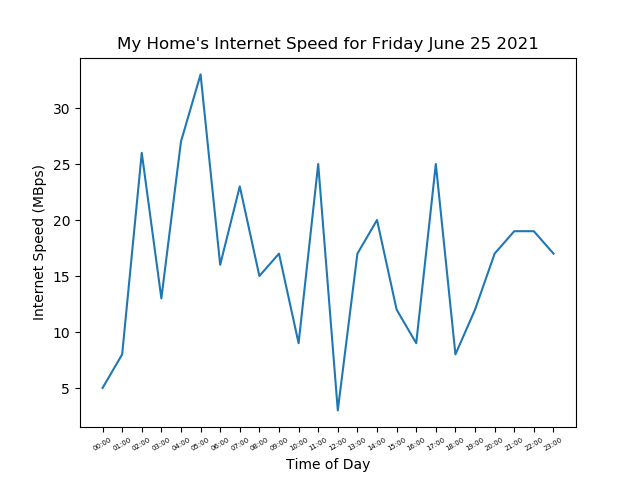 My Home's Internet Speed for Friday June 25 2021
30
25
20
15
10
5
Internet Speed (MBps)
00:00 01:00 02:00 03:00 04:00 05:00 06:00 07:00 08:00 09:00 10:00 11:00 12:00 13:00 14:00 15:00 16:00 17:00 18:00 19:00 20:00 21:00 22:00 23:00
Time of Day